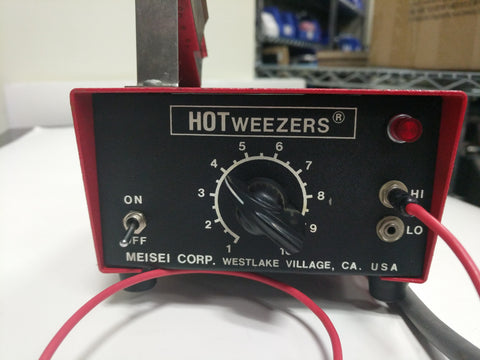 HOTWEEZERS®
5 6
4 7
3 8
2 9
1 10
ON
OFF
HI
LO
MEISEI CORP. WESTLAKE VILLAGE, CA. USA